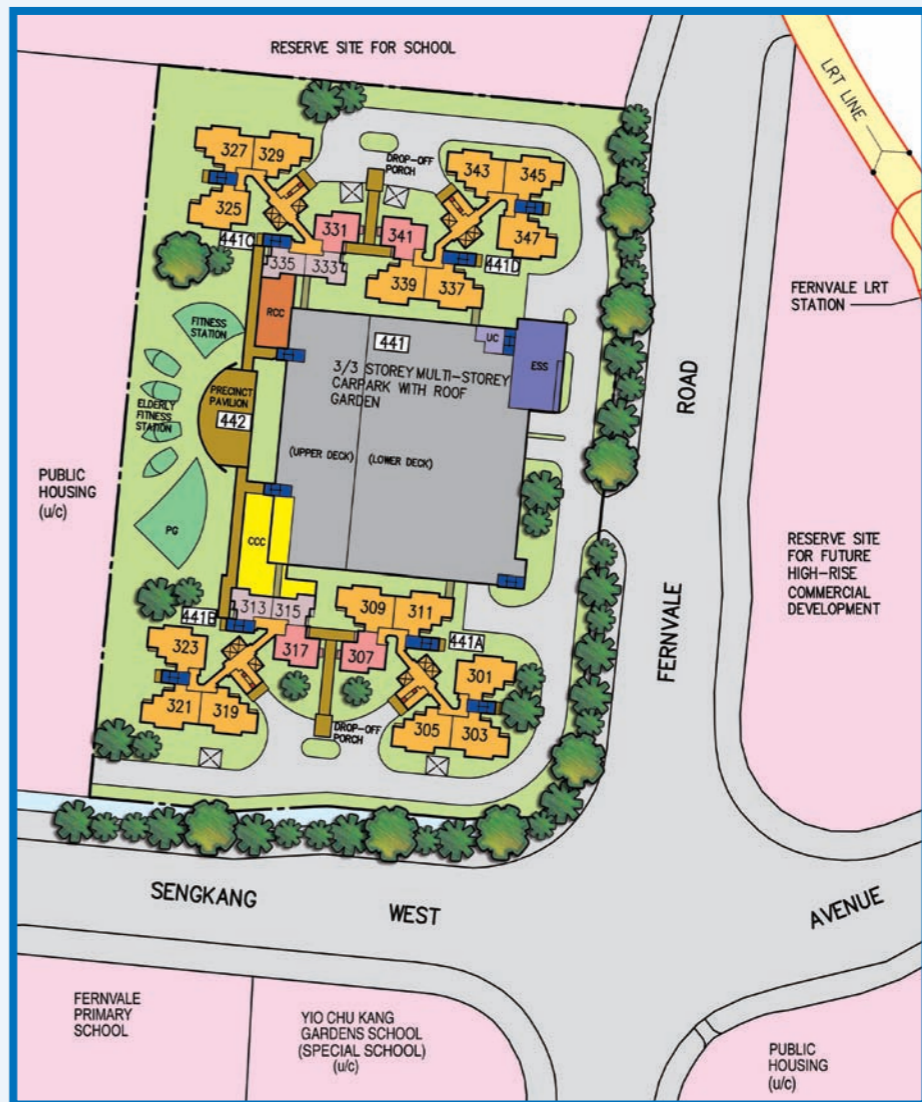 RESERVE SITE FOR SCHOOL
LRT LINE
327 329
343 345
DROP-OFF
PORCH
325
331
341
347
441C
335 333
441D
339 337
FERNVALE LRT
STATION
RCC
FITNESS
STATION
441
UC
ESS
3/3 STOREY MULTI-STOREY
CARPARK WITH ROOF
GARDEN
ROAD
PRECINCT
PAVILION
442
ELDERLY
FITNESS
STATION
(UPPER DECK)
(LOWER DECK)
PUBLIC
HOUSING
(u/c)
PG
CCC
RESERVE SITE
FOR FUTURE
HIGH-RISE
COMMERCIAL
DEVELOPMENT
313 315
309 311
441B
441A
323
317
307
301
FERNVALE
321 319
305 303
DROP-OFF
PORCH
SENGKANG
WEST
AVENUE
FERNVALE
PRIMARY
SCHOOL
YIO CHU KANG
GARDENS SCHOOL
(SPECIAL SCHOOL)
(u/c)
PUBLIC
HOUSING
(u/c)